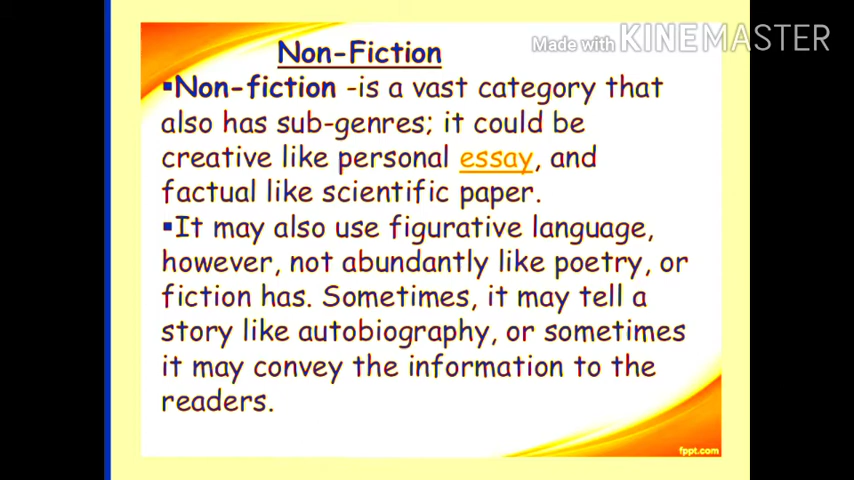 Made with KINEMASTER
Non-Fiction
▪Non-fiction -is a vast category that
also has sub-genres; it could be
creative like personal essay, and
factual like scientific paper.
▪It may also use figurative language,
however, not abundantly like poetry, or
fiction has. Sometimes, it may tell a
story like autobiography, or sometimes
it may convey the information to the
readers.
fppt.com